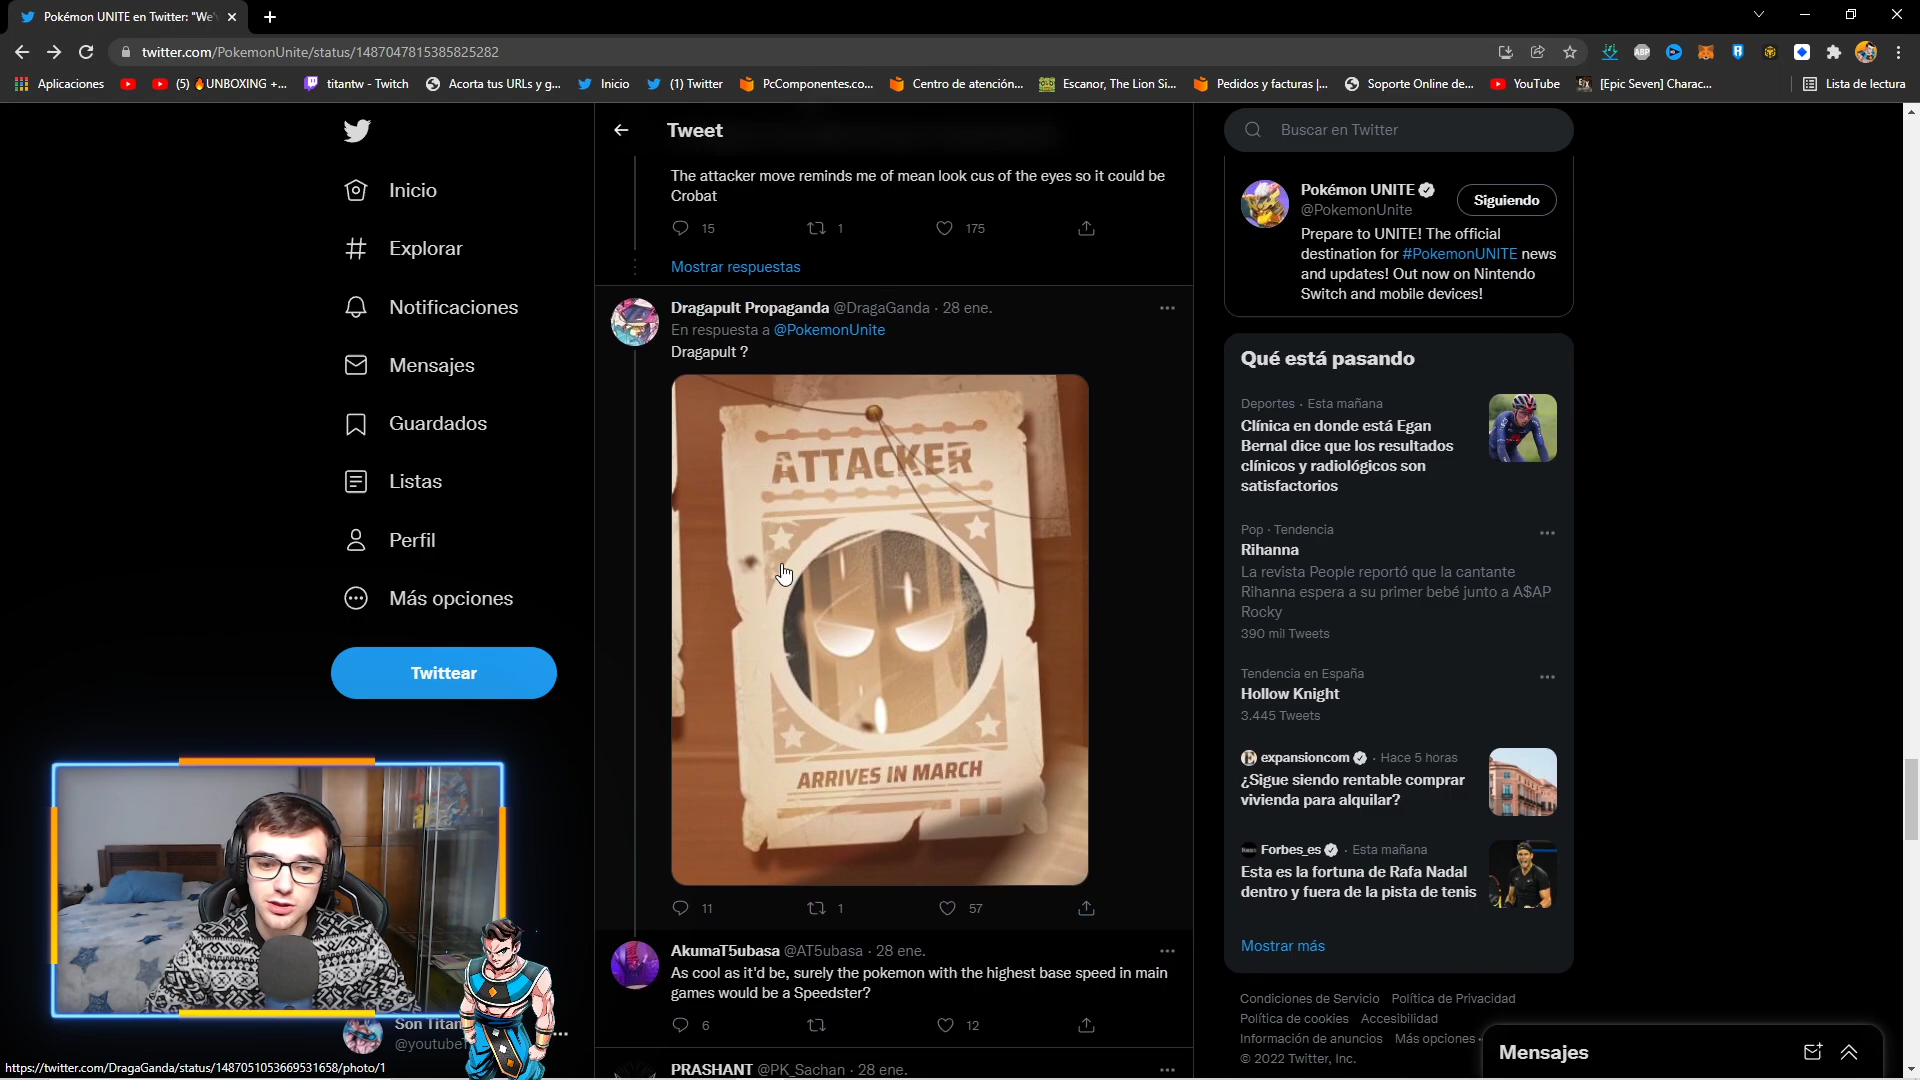 Pokémon UNITE en Twitter: "We'
twitter.com/PokemonUnite/status/1487047815385825282
Aplicaciones
(5) 🔥UNBOXING +...
titantw - Twitch
Acorta tus URLs y g...
Inicio
(1) Twitter
PcComponentes.co...
Centro de atención...
Escanor, The Lion Si...
Pedidos y facturas |...
Soporte Online de...
YouTube
[Epic Seven] Charac...
Lista de lectura
Inicio
Explorar
Notificaciones
Mensajes
Guardados
Listas
Perfil
Más opciones
Twittear
Son Titan
@youtube
Tweet
The attacker move reminds me of mean look cus of the eyes so it could be
Crobat
15 1 175
Mostrar respuestas
Dragapult Propaganda @DragaGanda · 28 ene.
En respuesta a @PokemonUnite
Dragapult ?
ATTACKER
ARRIVES IN MARCH
11 1 57
AkumaT5ubasa @AT5ubasa · 28 ene.
As cool as it'd be, surely the pokemon with the highest base speed in main
games would be a Speedster?
6 12
PRASHANT @PK_Sachan · 28 ene.
Buscar en Twitter
Pokémon UNITE
@PokemonUnite
Siguiendo
Prepare to UNITE! The official
destination for #PokemonUNITE news
and updates! Out now on Nintendo
Switch and mobile devices!
Qué está pasando
Deportes · Esta mañana
Clínica en donde está Egan
Bernal dice que los resultados
clínicos y radiológicos son
satisfactorios
Pop · Tendencia
Rihanna
La revista People reportó que la cantante
Rihanna espera a su primer bebé junto a A$AP
Rocky
390 mil Tweets
Tendencia en España
Hollow Knight
3.445 Tweets
expansioncom · Hace 5 horas
¿Sigue siendo rentable comprar
vivienda para alquilar?
Forbes_es · Esta mañana
Esta es la fortuna de Rafa Nadal
dentro y fuera de la pista de tenis
Mostrar más
Condiciones de Servicio Política de Privacidad
Política de cookies Accesibilidad
Información de anuncios Más opciones
© 2022 Twitter, Inc.
Mensajes
https://twitter.com/DragaGanda/status/1487051053669531658/photo/1